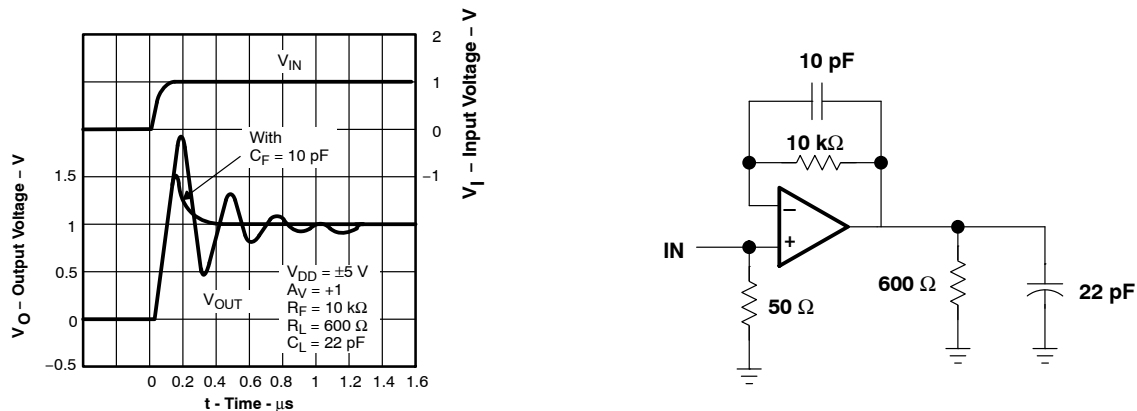 2
1
0
−1
V_I − Input Voltage − V
V_IN
With
C_F = 10 pF
1.5
1
0.5
0
−0.5
V_O − Output Voltage − V
V_OUT
V_DD = ±5 V
A_V = +1
R_F = 10 kΩ
R_L = 600 Ω
C_L = 22 pF
0 0.2 0.4 0.6 0.8 1 1.2 1.4 1.6
t - Time - μs
10 pF
10 kΩ
−
+
IN
50 Ω
600 Ω
22 pF